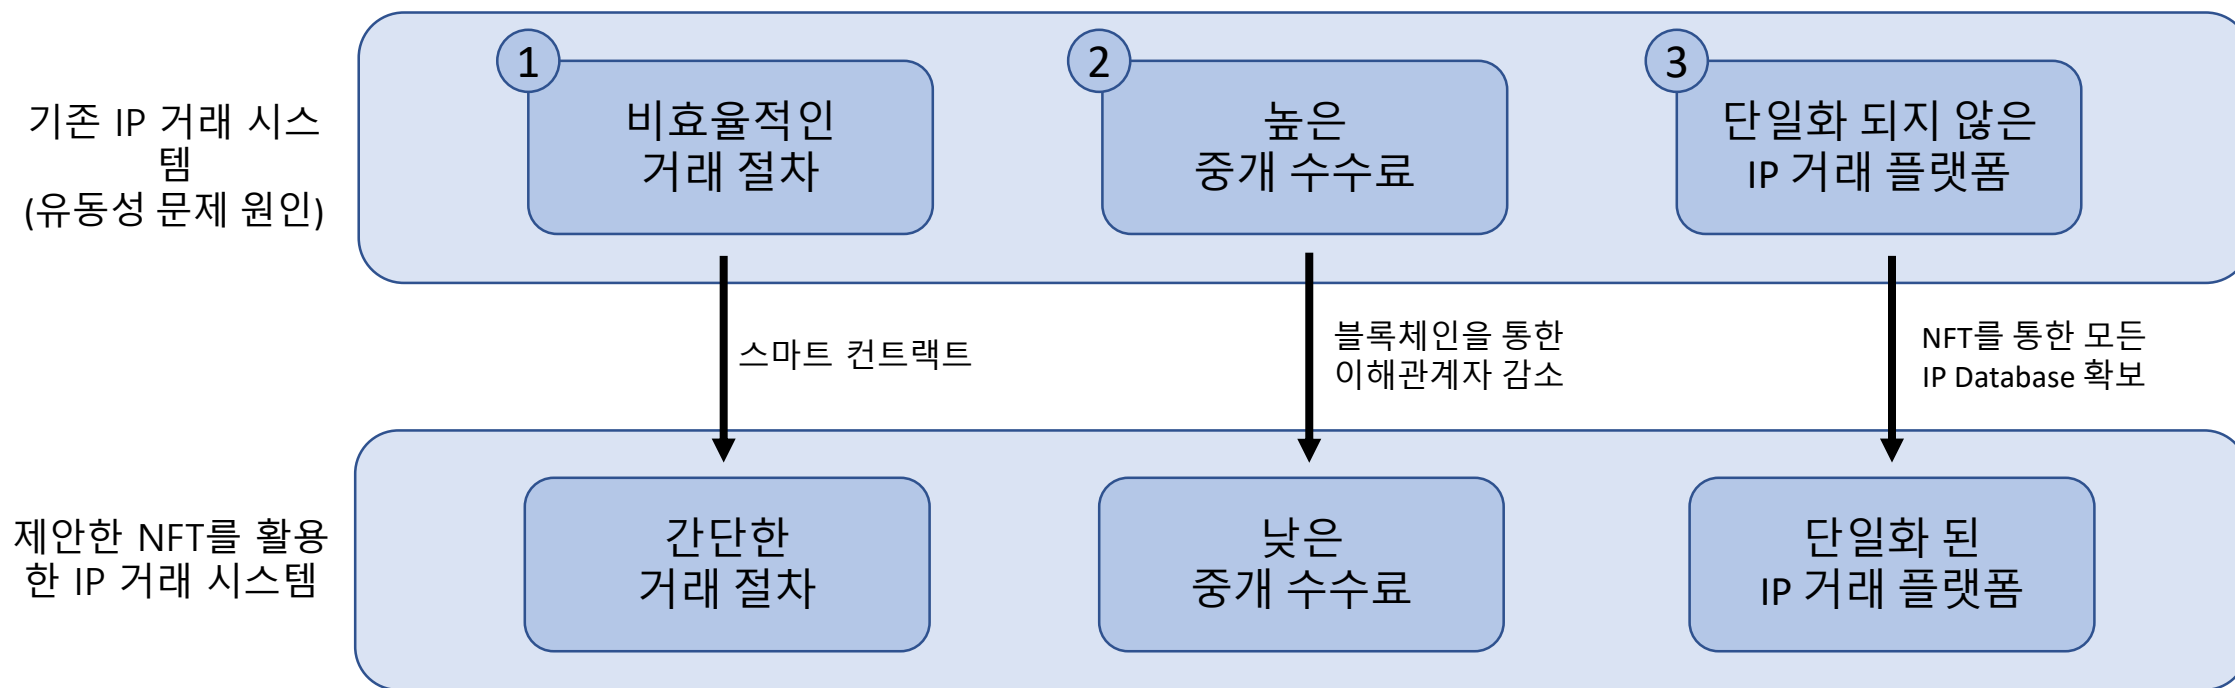 기존 IP 거래 시스
템
(유동성 문제 원인)
1
비효율적인
거래 절차
2
높은
중개 수수료
3
단일화 되지 않은
IP 거래 플랫폼
스마트 컨트랙트
블록체인을 통한
이해관계자 감소
NFT를 통한 모든
IP Database 확보
제안한 NFT를 활용
한 IP 거래 시스템
간단한
거래 절차
낮은
중개 수수료
단일화 된
IP 거래 플랫폼